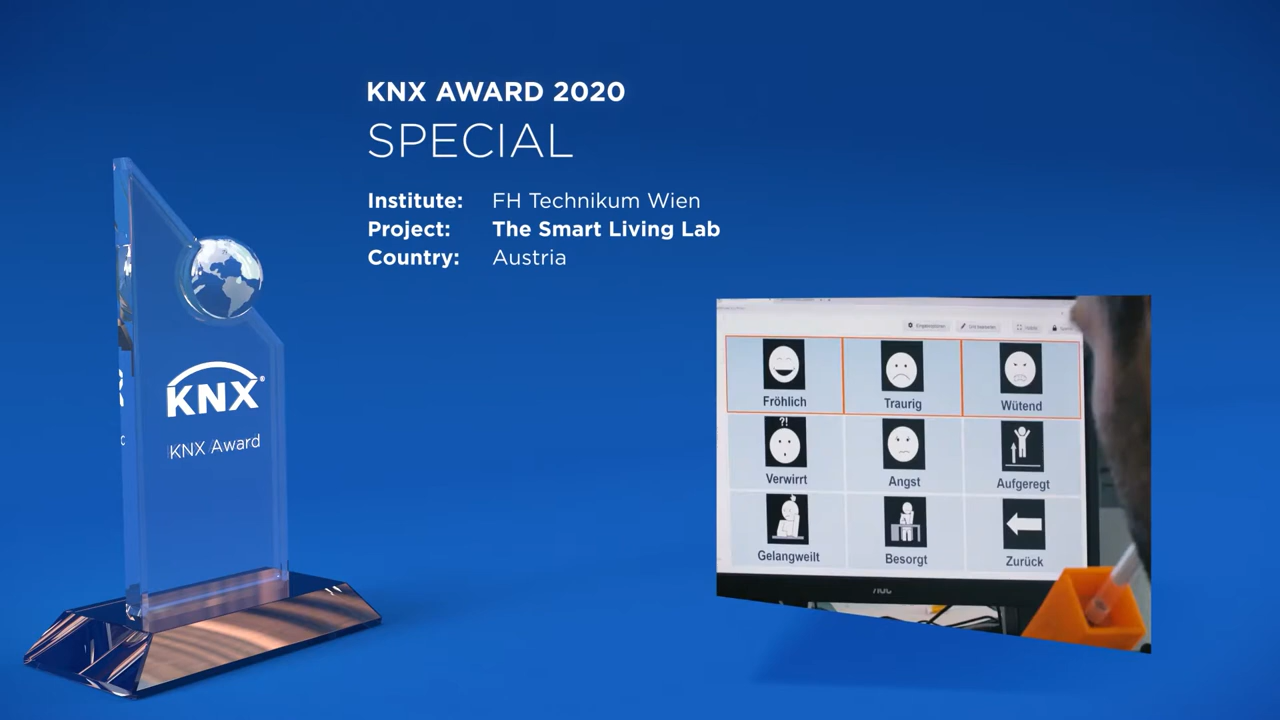 KNX AWARD 2020
SPECIAL
Institute: FH Technikum Wien
Project: The Smart Living Lab
Country: Austria
KNX®
KNX Award
Fröhlich
Traurig
Wütend
?!
Verwirrt
Angst
Aufgeregt
Gelangweilt
Besorgt
Zurück
AOC